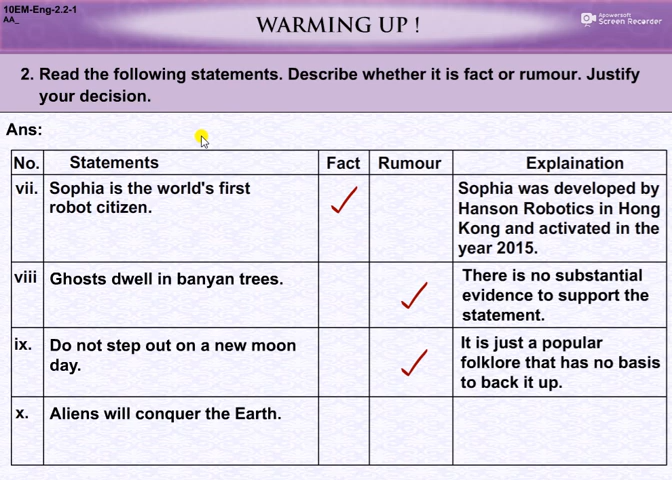 10EM-Eng-2.2-1
AA_
WARMING UP !
Apowersoft
Screen Recorder
2. Read the following statements. Describe whether it is fact or rumour. Justify
your decision.
Ans:
No. Statements Fact Rumour Explaination
vii. Sophia is the world's first
robot citizen.
Sophia was developed by
Hanson Robotics in Hong
Kong and activated in the
year 2015.
viii Ghosts dwell in banyan trees.
There is no substantial
evidence to support the
statement.
ix. Do not step out on a new moon
day.
It is just a popular
folklore that has no basis
to back it up.
x. Aliens will conquer the Earth.